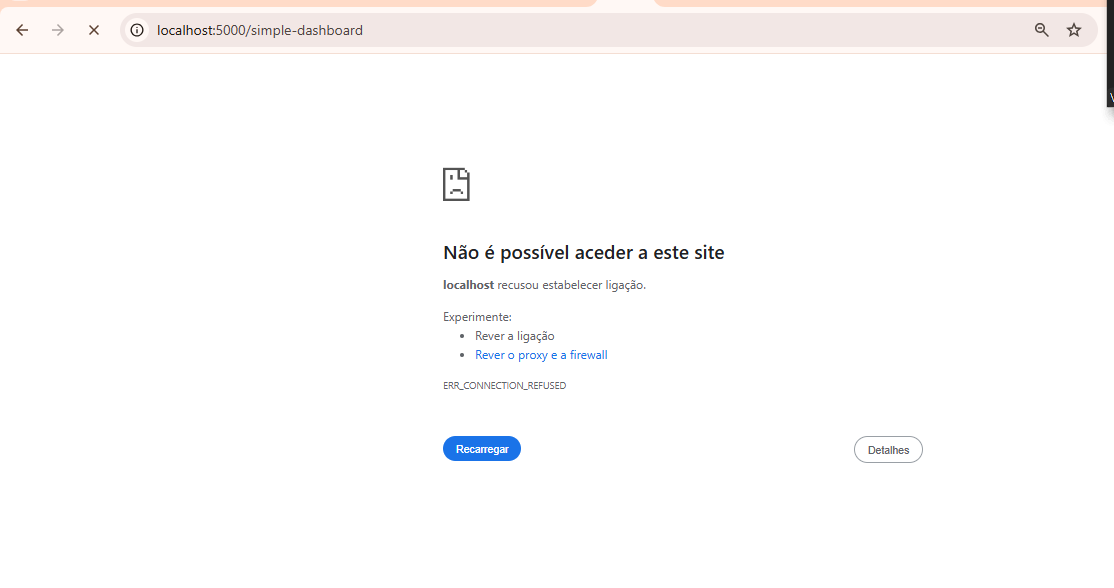 localhost:5000/simple-dashboard
Não é possível aceder a este site
localhost recusou estabelecer ligação.
Experimente:
Rever a ligação
Rever o proxy e a firewall
ERR_CONNECTION_REFUSED
Recarregar
Detalhes